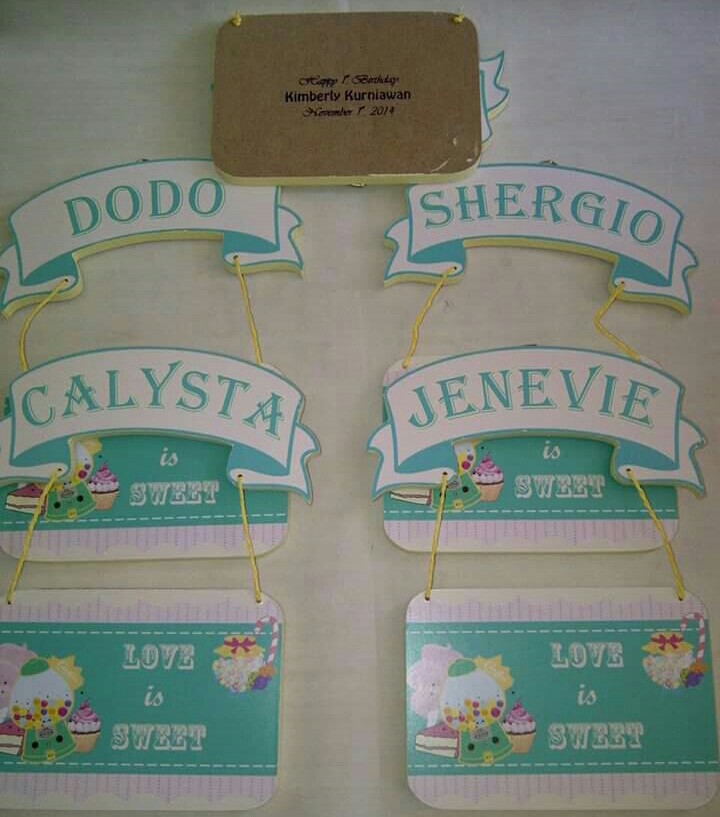 Happy 1st Birthday
Kimberly Kurniawan
November 1st, 2014
DODO
SHERGIO
CALYSTA
JENEVIE
is
SWEET
is
SWEET
LOVE
is
SWEET
LOVE
is
SWEET